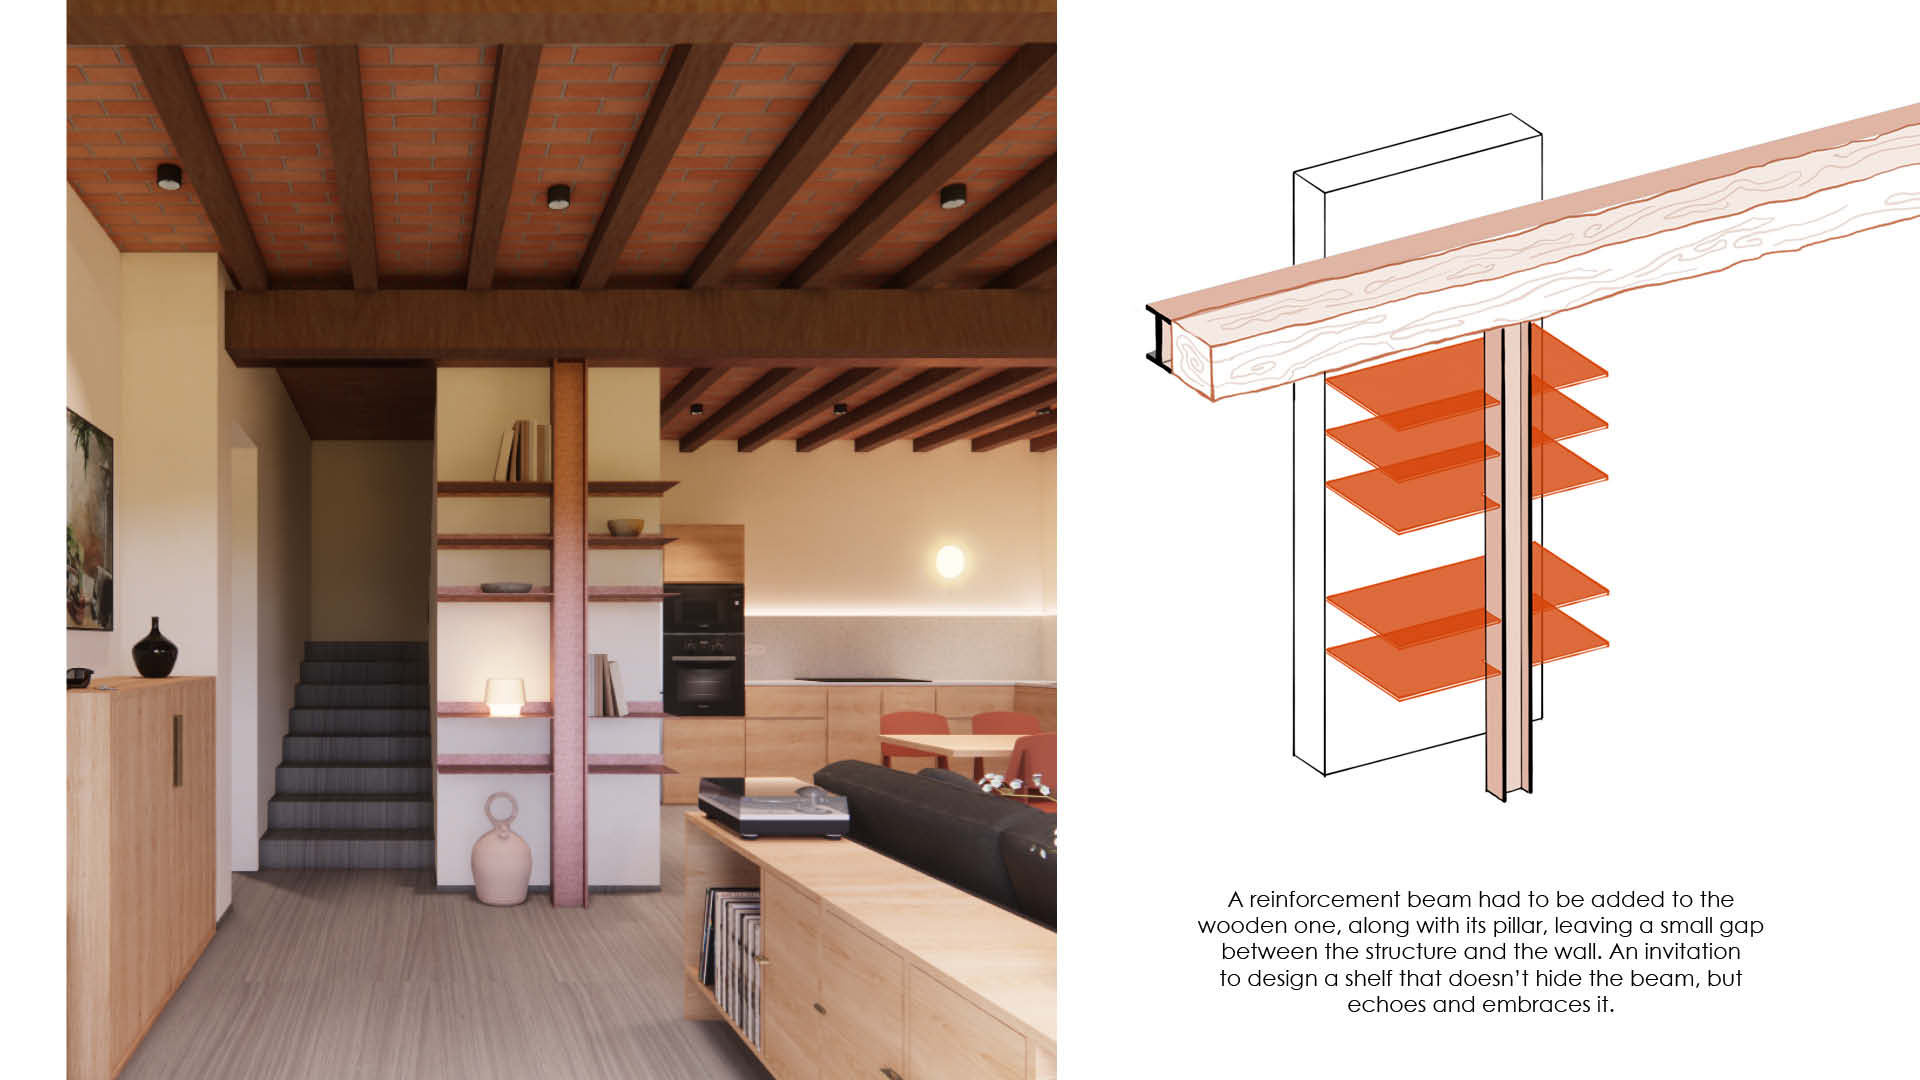 A reinforcement beam had to be added to the
wooden one, along with its pillar, leaving a small gap
between the structure and the wall. An invitation
to design a shelf that doesn’t hide the beam, but
echoes and embraces it.